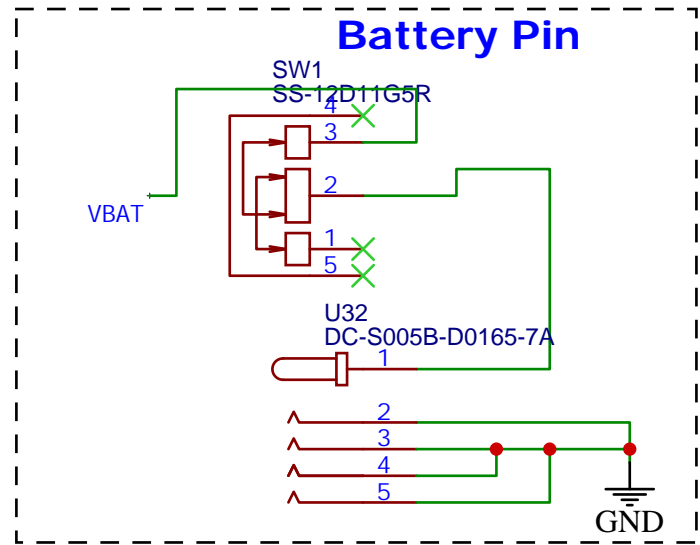 Battery Pin
SW1
SS-12D11G5R
4
3
2
VBAT
1
5
U32
DC-S005B-D0165-7A
1
2
3
4
5
GND